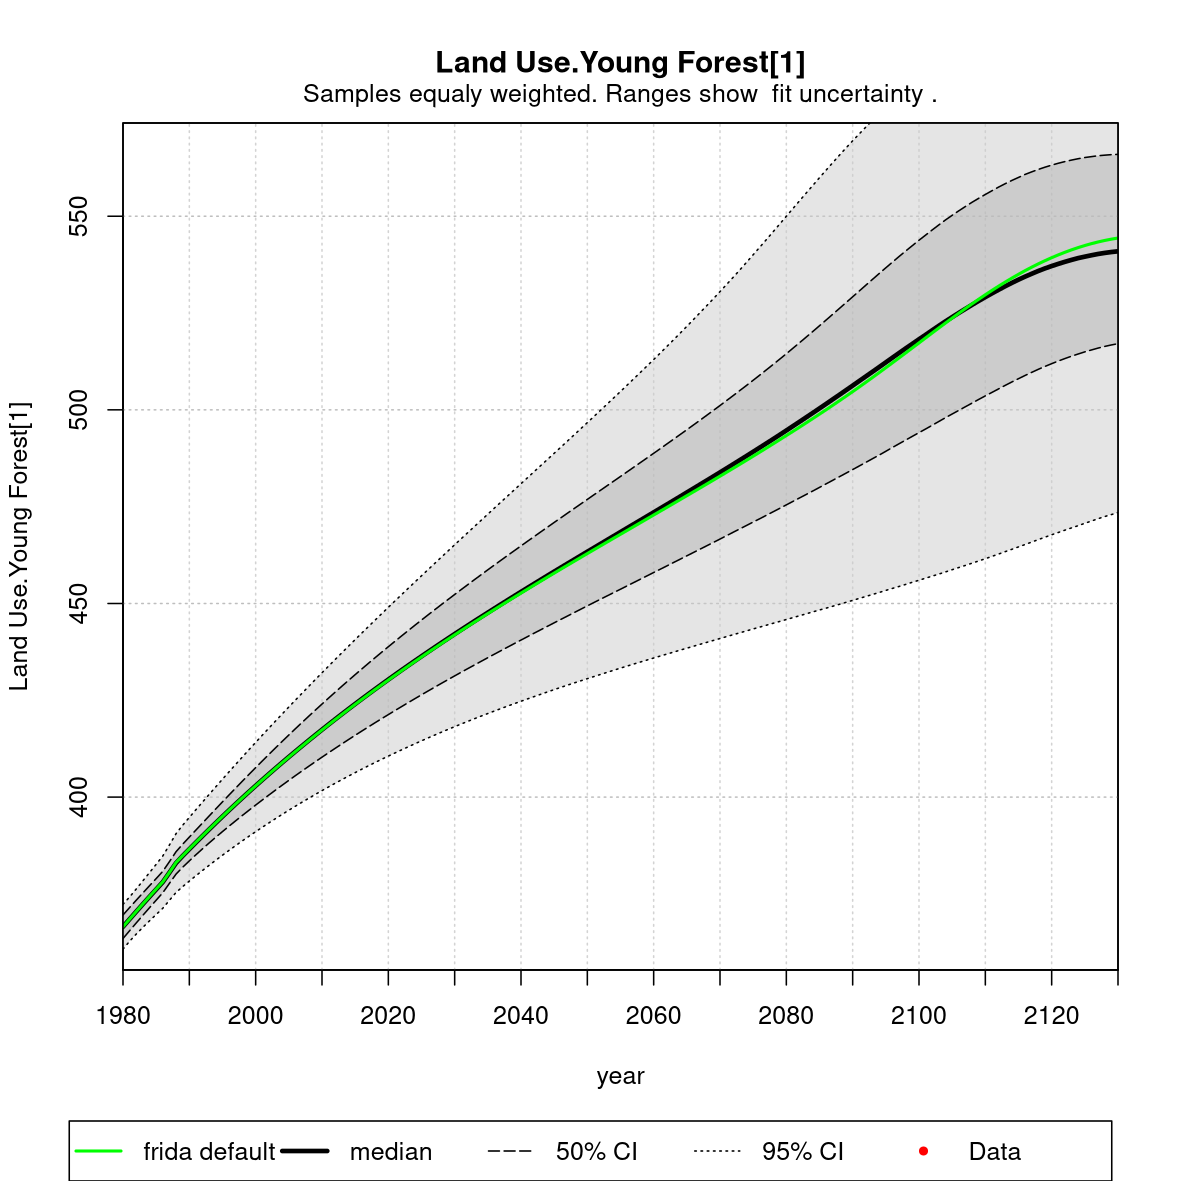 Land Use.Young Forest[1]
Samples equaly weighted. Ranges show  fit uncertainty .
Land Use.Young Forest[1]
550
500
450
400
1980 2000 2020 2040 2060 2080 2100 2120
year
frida default median 50% CI 95% CI Data